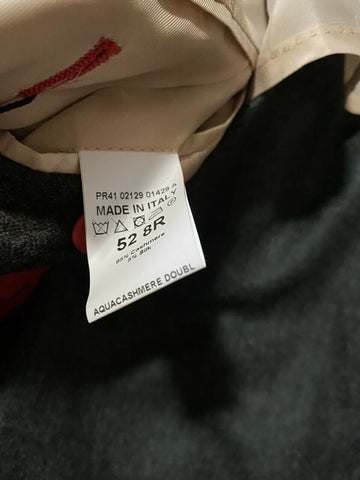 PR41 02129 01429 A
MADE IN ITALY
52 8R
95% Cashmere
5% Silk
AQUACASHMERE DOUBL